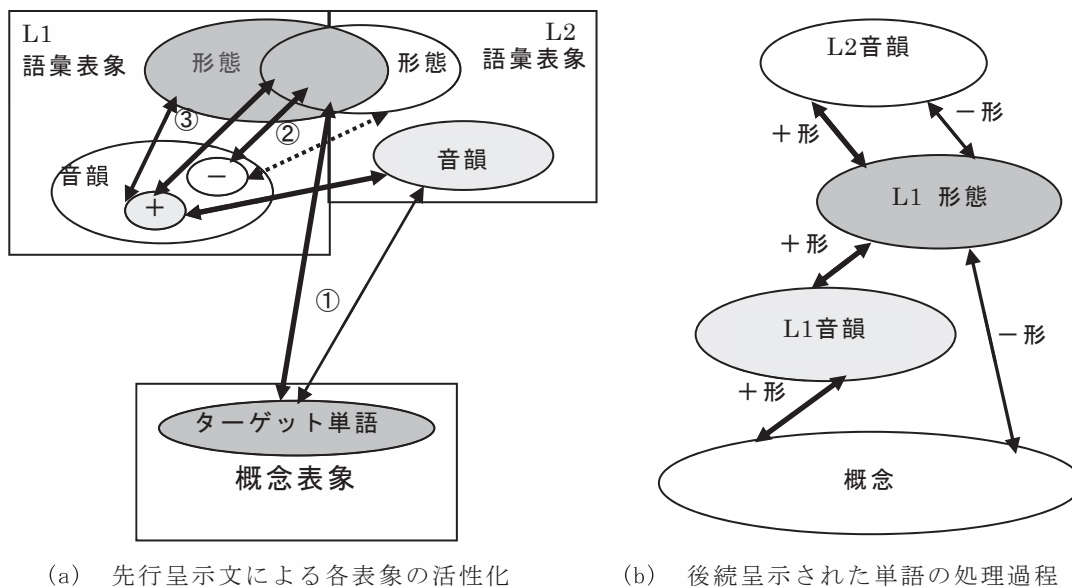 L1
語彙表象
形態
形態
L2
語彙表象
③
②
音韻
−
＋
音韻
①
ターゲット単語
概念表象
(a) 先行呈示文による各表象の活性化
L2音韻
＋形
−形
L1 形態
＋形
L1音韻
−形
＋形
概念
(b) 後続呈示された単語の処理過程